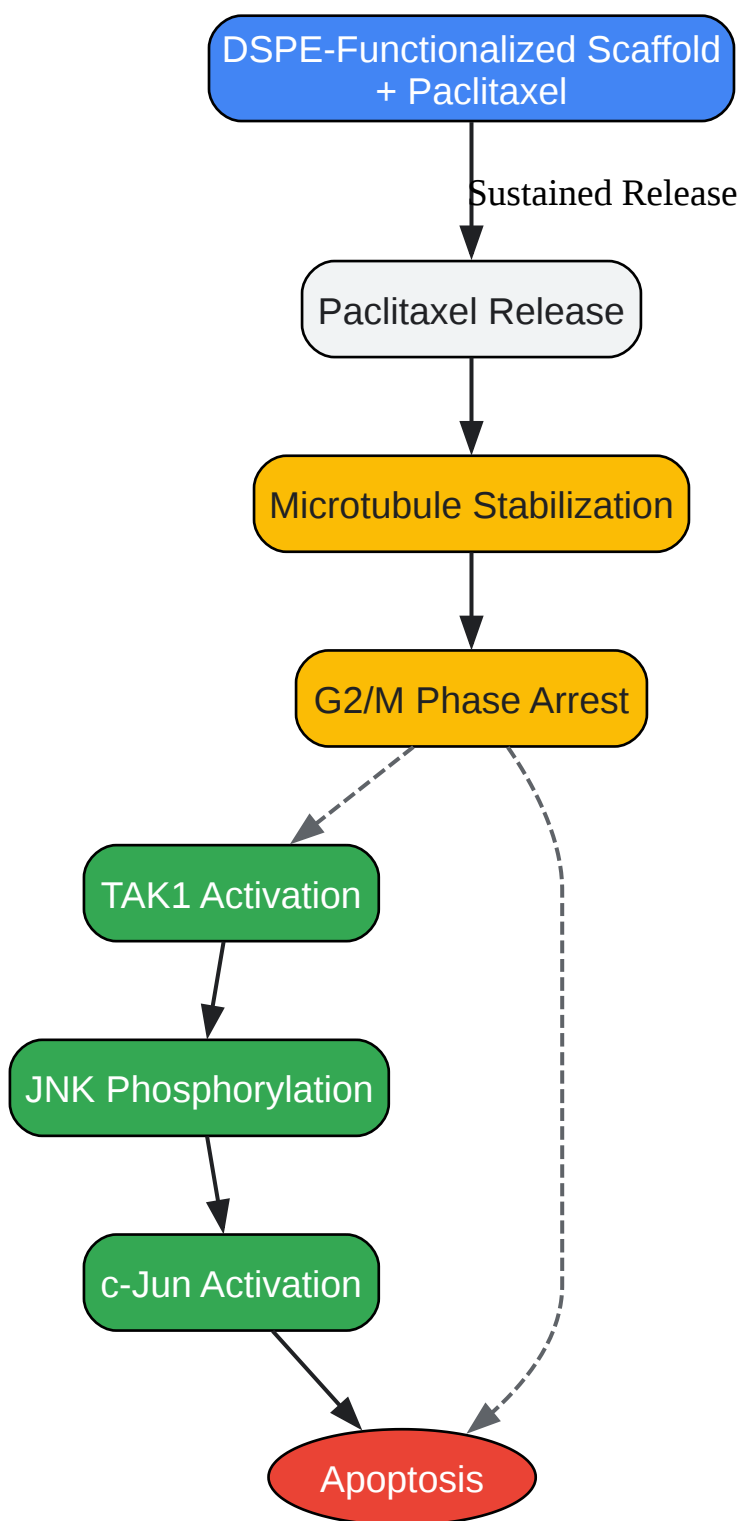 DSPE-Functionalized Scaffold
+ Paclitaxel
Sustained Release
Paclitaxel Release
Microtubule Stabilization
G2/M Phase Arrest
TAK1 Activation
JNK Phosphorylation
c-Jun Activation
Apoptosis